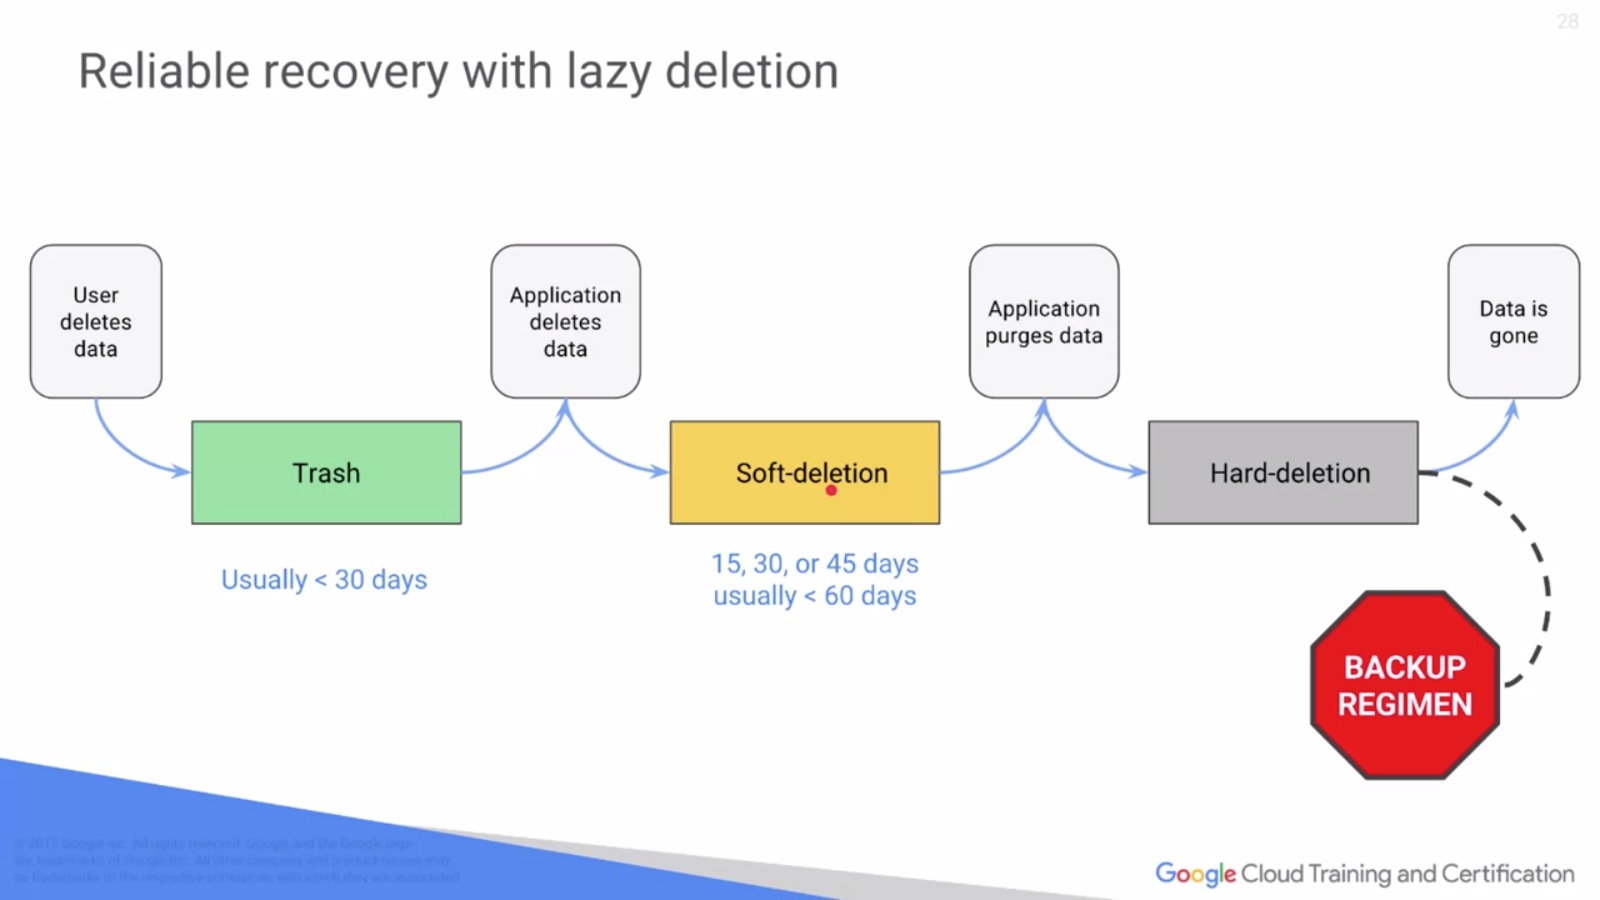 28
Reliable recovery with lazy deletion
User
deletes
data
Application
deletes
data
Application
purges data
Data is
gone
Trash
Soft-deletion
Hard-deletion
Usually < 30 days
15, 30, or 45 days
usually < 60 days
BACKUP
REGIMEN
© 2017 Google Inc. All rights reserved. Google and the Google logo
are trademarks of Google Inc. All other company and product names may
be trademarks of the respective companies with which they are associated.
Google Cloud Training and Certification